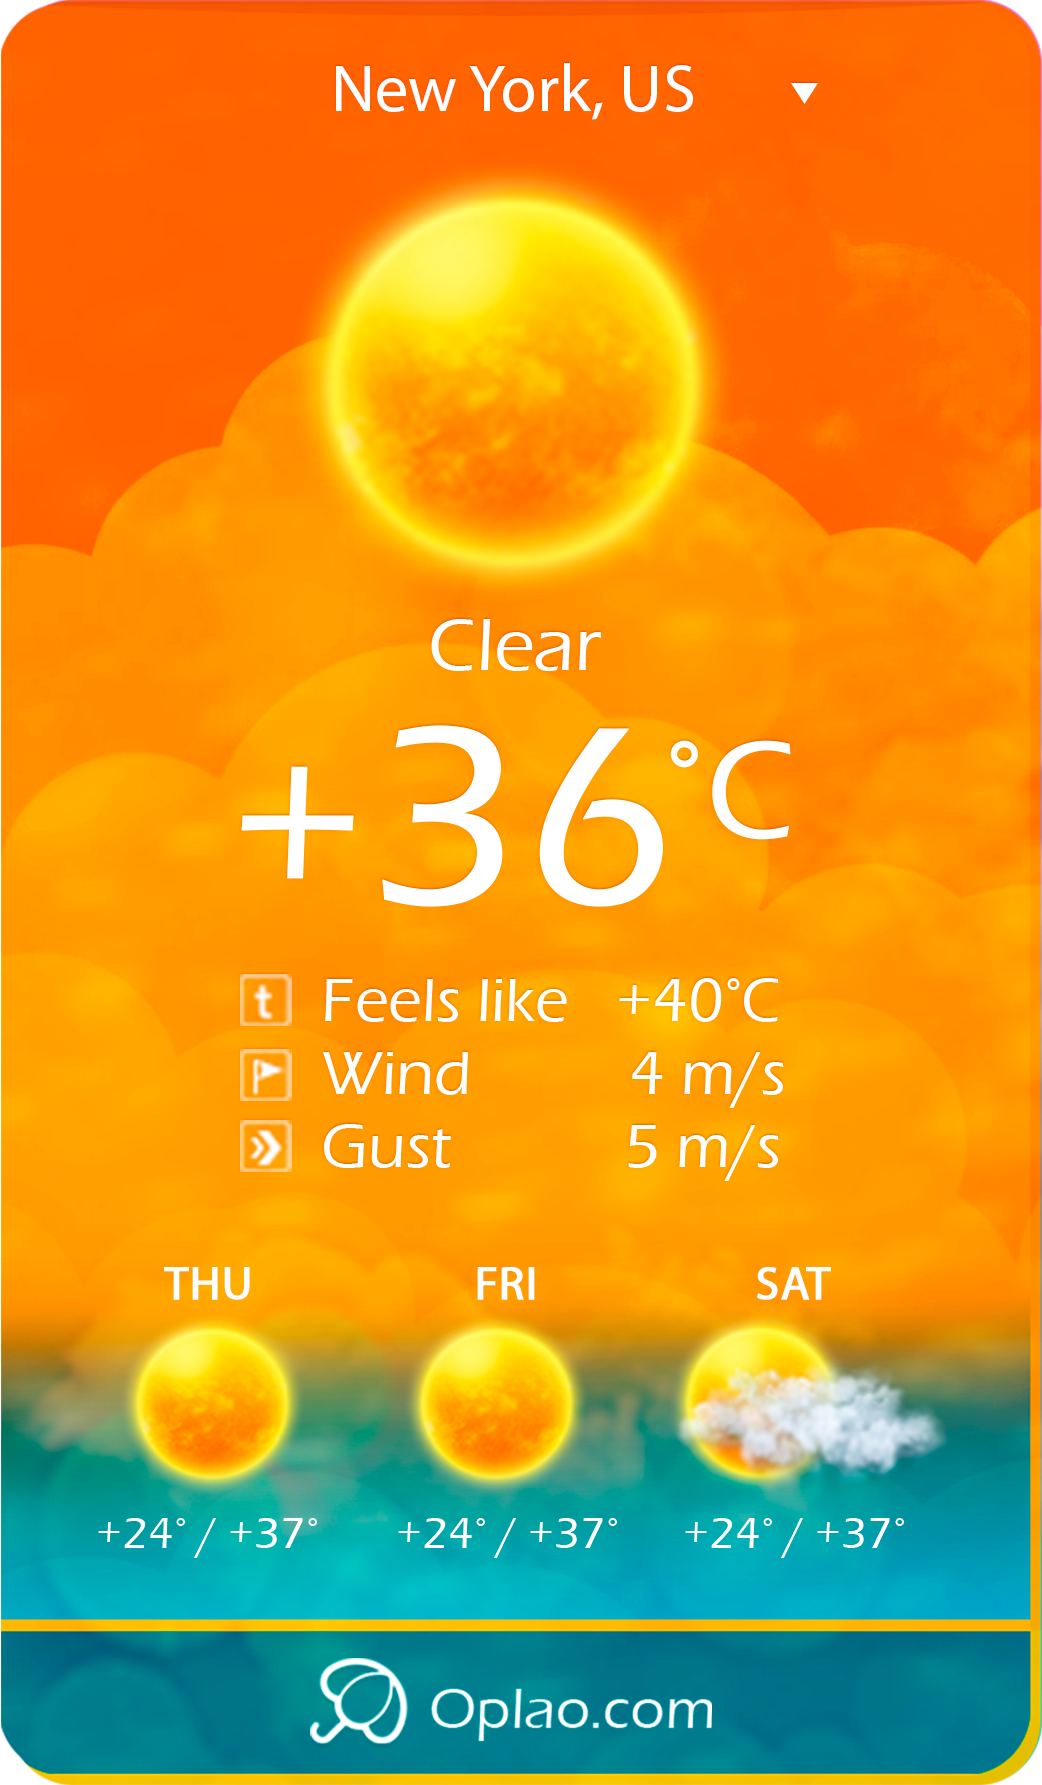 New York, US
Clear
+36°C
t Feels like +40°C
Wind 4 m/s
Gust 5 m/s
THU FRI SAT
+24° / +37° +24° / +37° +24° / +37°
Oplao.com